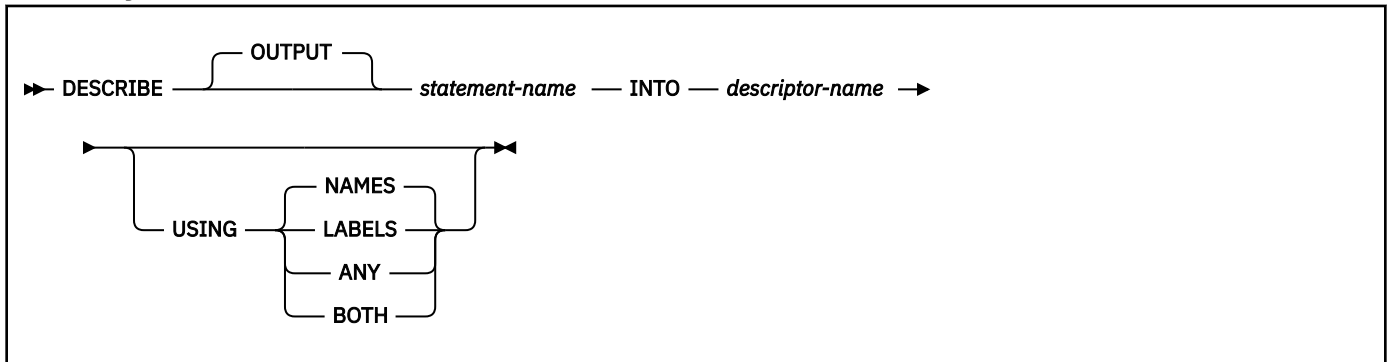 OUTPUT
DESCRIBE statement-name INTO descriptor-name
NAMES
USING LABELS
ANY
BOTH